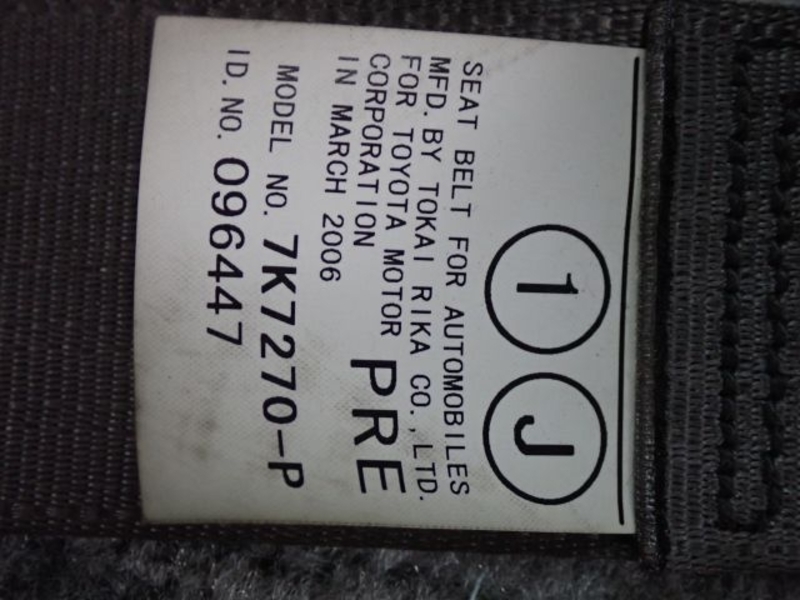 1 J
SEAT BELT FOR AUTOMOBILES
MFD. BY TOKAI RIKA CO., LTD.
FOR TOYOTA MOTOR
CORPORATION PRE
IN MARCH 2006
MODEL NO. 7K7270-P
ID. NO. 096447